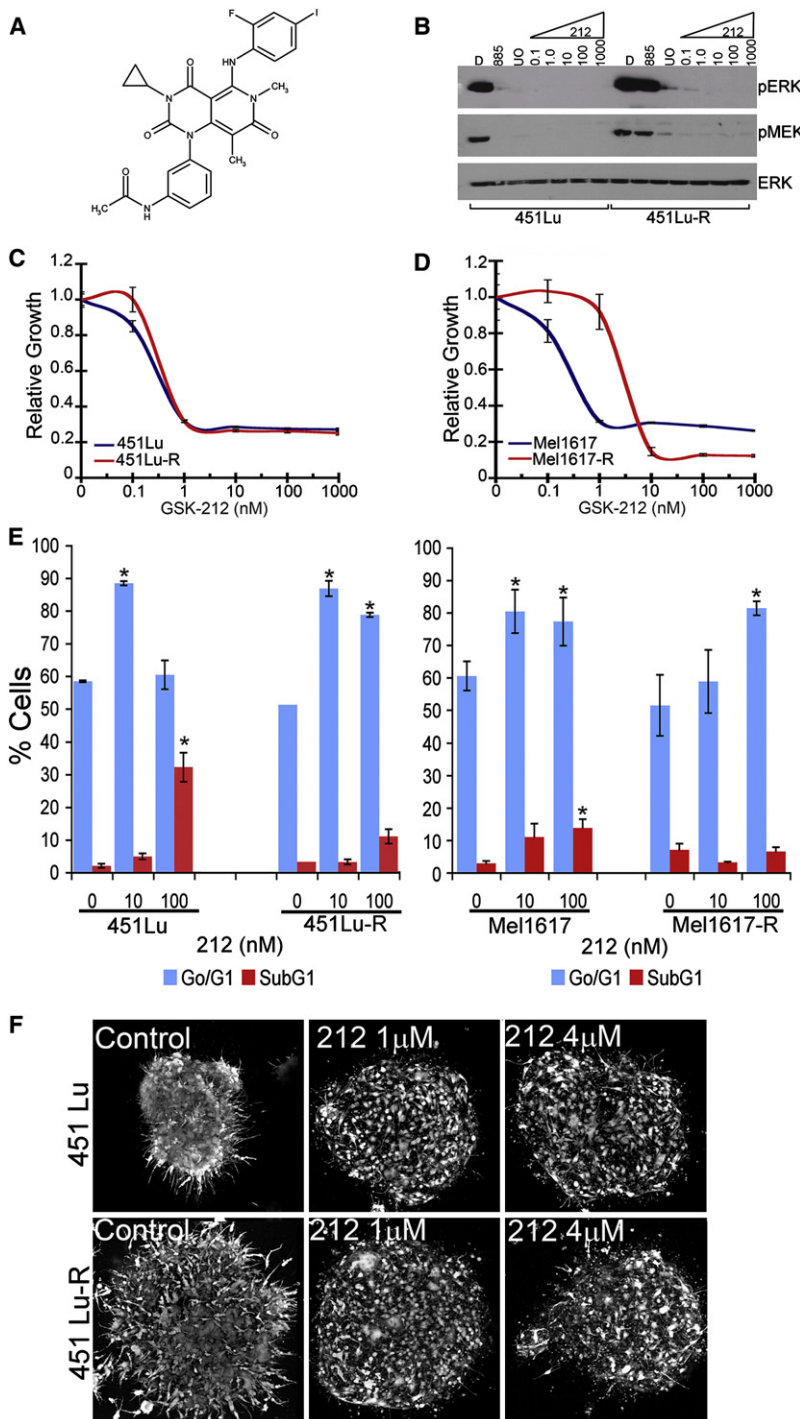 A
F
I
HN
O
O
CH₃
N
N
O
N
O
CH₃
O
H₃C
N
H
B
D
885
UO
0.1
1.0
10
100
1000
212
D
885
UO
0.1
1.0
10
100
1000
212
pERK
pMEK
ERK
451Lu
451Lu-R
C
Relative Growth
1.2
1.0
0.8
0.6
0.4
0.2
0
451Lu
451Lu-R
0
0.1
1
10
100
1000
GSK-212 (nM)
D
Relative Growth
1.2
1.0
0.8
0.6
0.4
0.2
0
Mel1617
Mel1617-R
0
0.1
1
10
100
1000
GSK-212 (nM)
E
% Cells
100
90
80
70
60
50
40
30
20
10
0
*
*
*
*
0 10 100
451Lu
0 10 100
451Lu-R
212 (nM)
Go/G1 SubG1
100
90
80
70
60
50
40
30
20
10
0
*
*
*
*
0 10 100
Mel1617
0 10 100
Mel1617-R
212 (nM)
Go/G1 SubG1
F
451 Lu
Control
212 1µM
212 4µM
451 Lu-R
Control
212 1µM
212 4µM